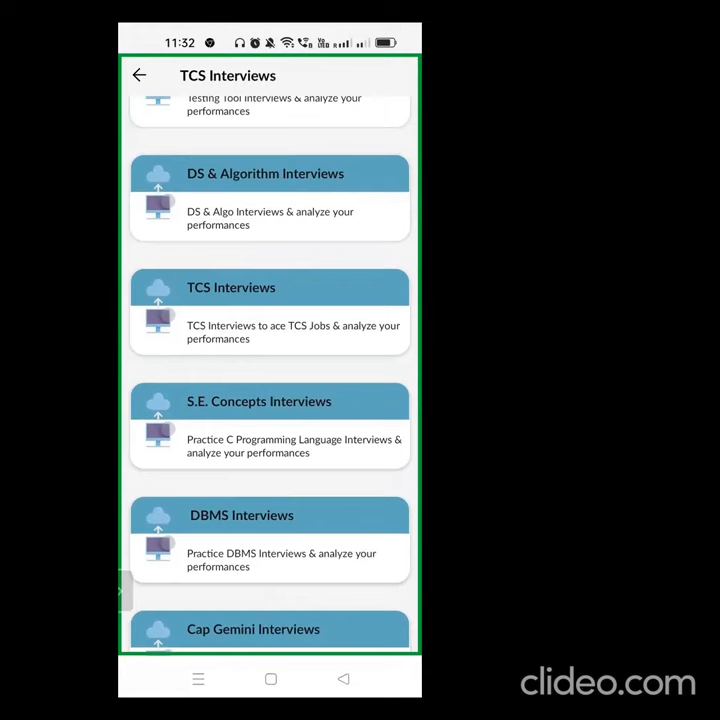 11:32
TCS Interviews
Testing Tool Interviews & analyze your
performances
DS & Algorithm Interviews
DS & Algo Interviews & analyze your
performances
TCS Interviews
TCS Interviews to ace TCS Jobs & analyze your
performances
S.E. Concepts Interviews
Practice C Programming Language Interviews &
analyze your performances
DBMS Interviews
Practice DBMS Interviews & analyze your
performances
Cap Gemini Interviews
clideo.com